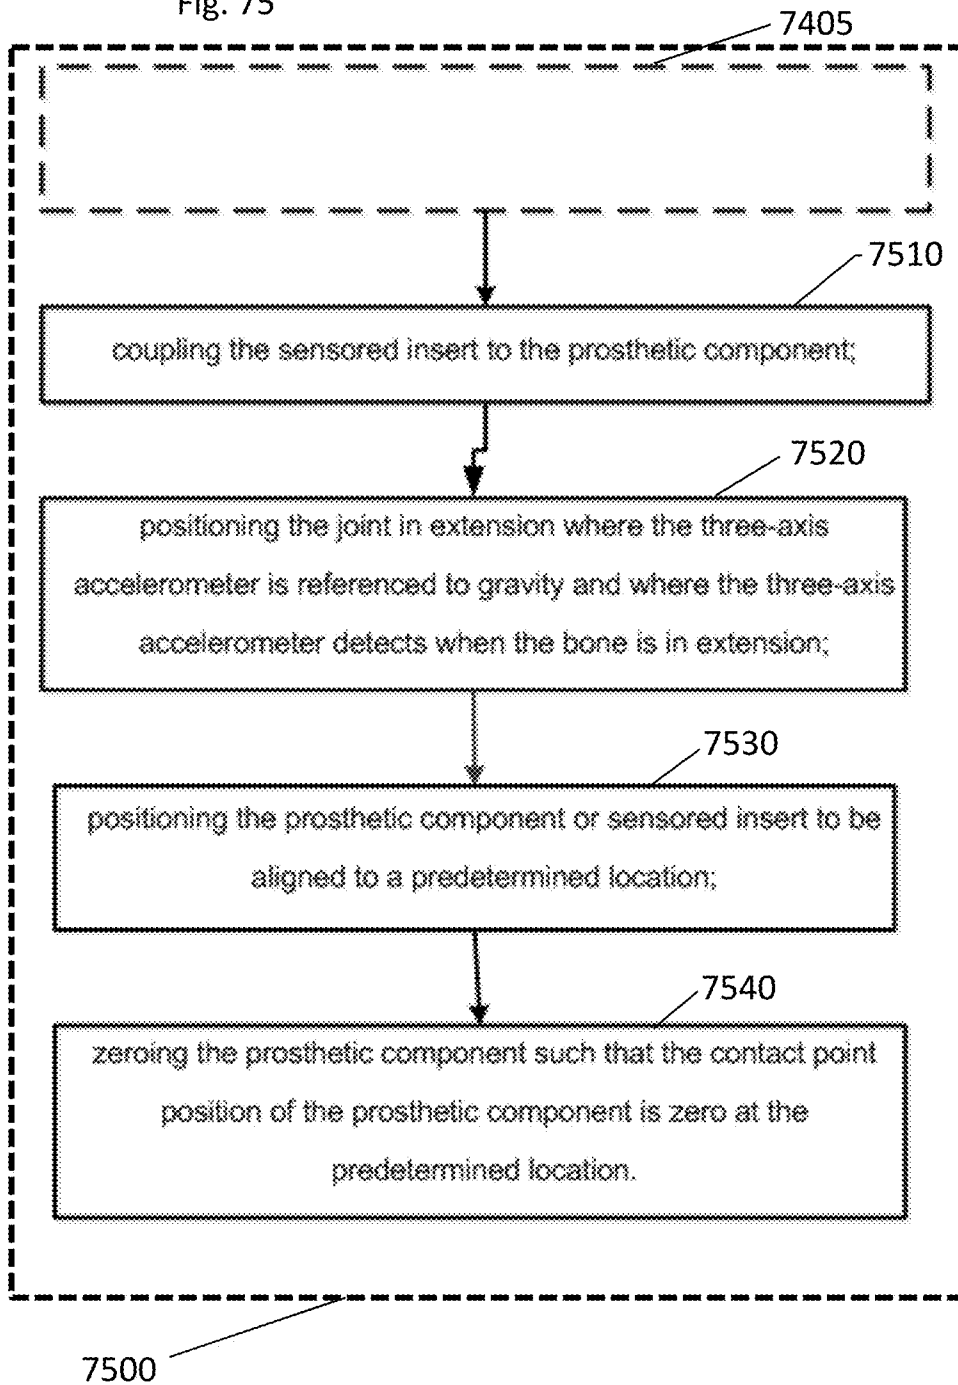 Fig. 75
7405
7510
coupling the sensored insert to the prosthetic component;
7520
positioning the joint in extension where the three-axis
accelerometer is referenced to gravity and where the three-axis
accelerometer detects when the bone is in extension;
7530
positioning the prosthetic component or sensored insert to be
aligned to a predetermined location;
7540
zeroing the prosthetic component such that the contact point
position of the prosthetic component is zero at the
predetermined location.
7500